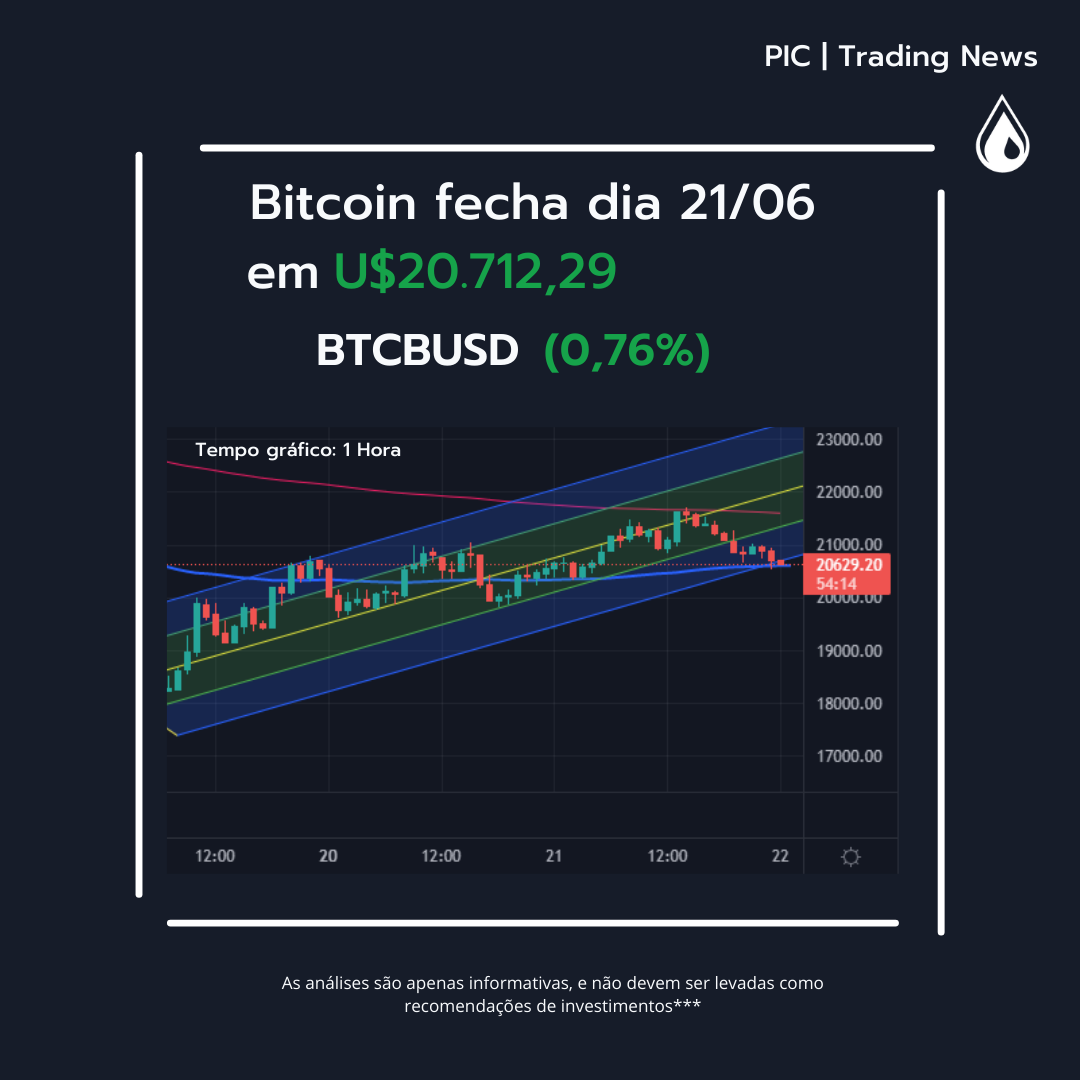 PIC | Trading News
Bitcoin fecha dia 21/06
em U$20.712,29
BTCBUSD (0,76%)
Tempo gráfico: 1 Hora
23000.00
22000.00
21000.00
20629.20
54:14
20000.00
19000.00
18000.00
17000.00
12:00 20 12:00 21 12:00 22
As análises são apenas informativas, e não devem ser levadas como
recomendações de investimentos***